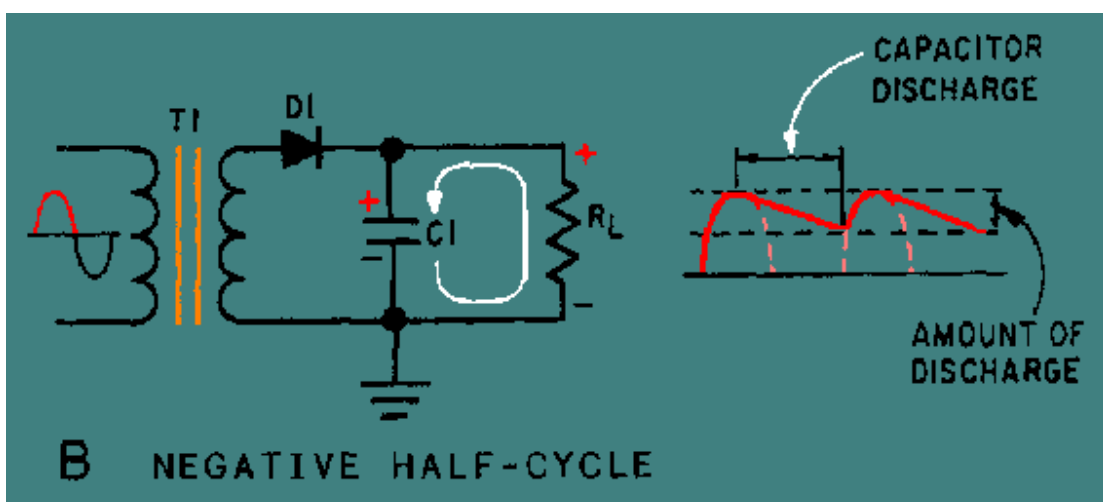 CAPACITOR
DISCHARGE
T1
D1
+
+
C1
RL
-
-
AMOUNT OF
DISCHARGE
B NEGATIVE HALF-CYCLE